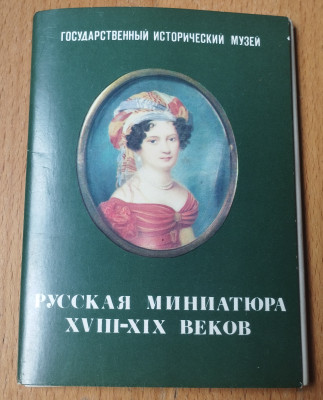 ГОСУДАРСТВЕННЫЙ ИСТОРИЧЕСКИЙ МУЗЕЙ
РУССКАЯ МИНИАТЮРА
XVIII-XIX ВЕКОВ